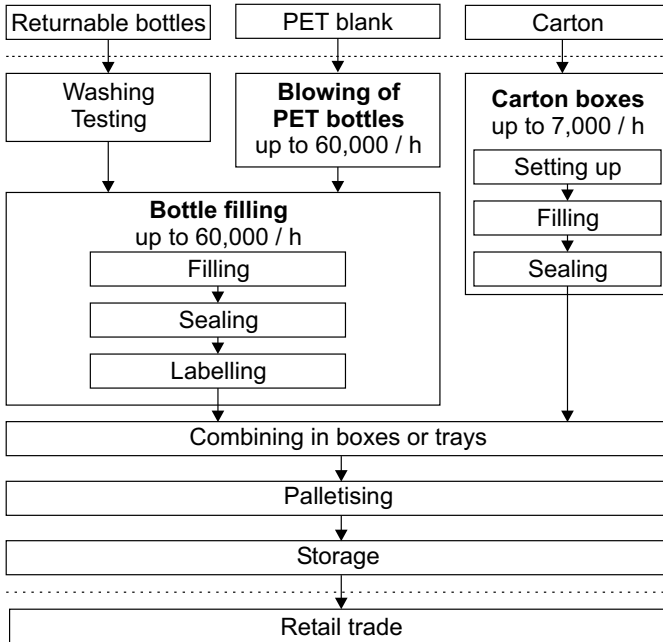 Returnable bottles
PET blank
Carton
Washing
Testing
Blowing of
PET bottles
up to 60,000 / h
Carton boxes
up to 7,000 / h
Setting up
Filling
Sealing
Bottle filling
up to 60,000 / h
Filling
Sealing
Labelling
Combining in boxes or trays
Palletising
Storage
Retail trade